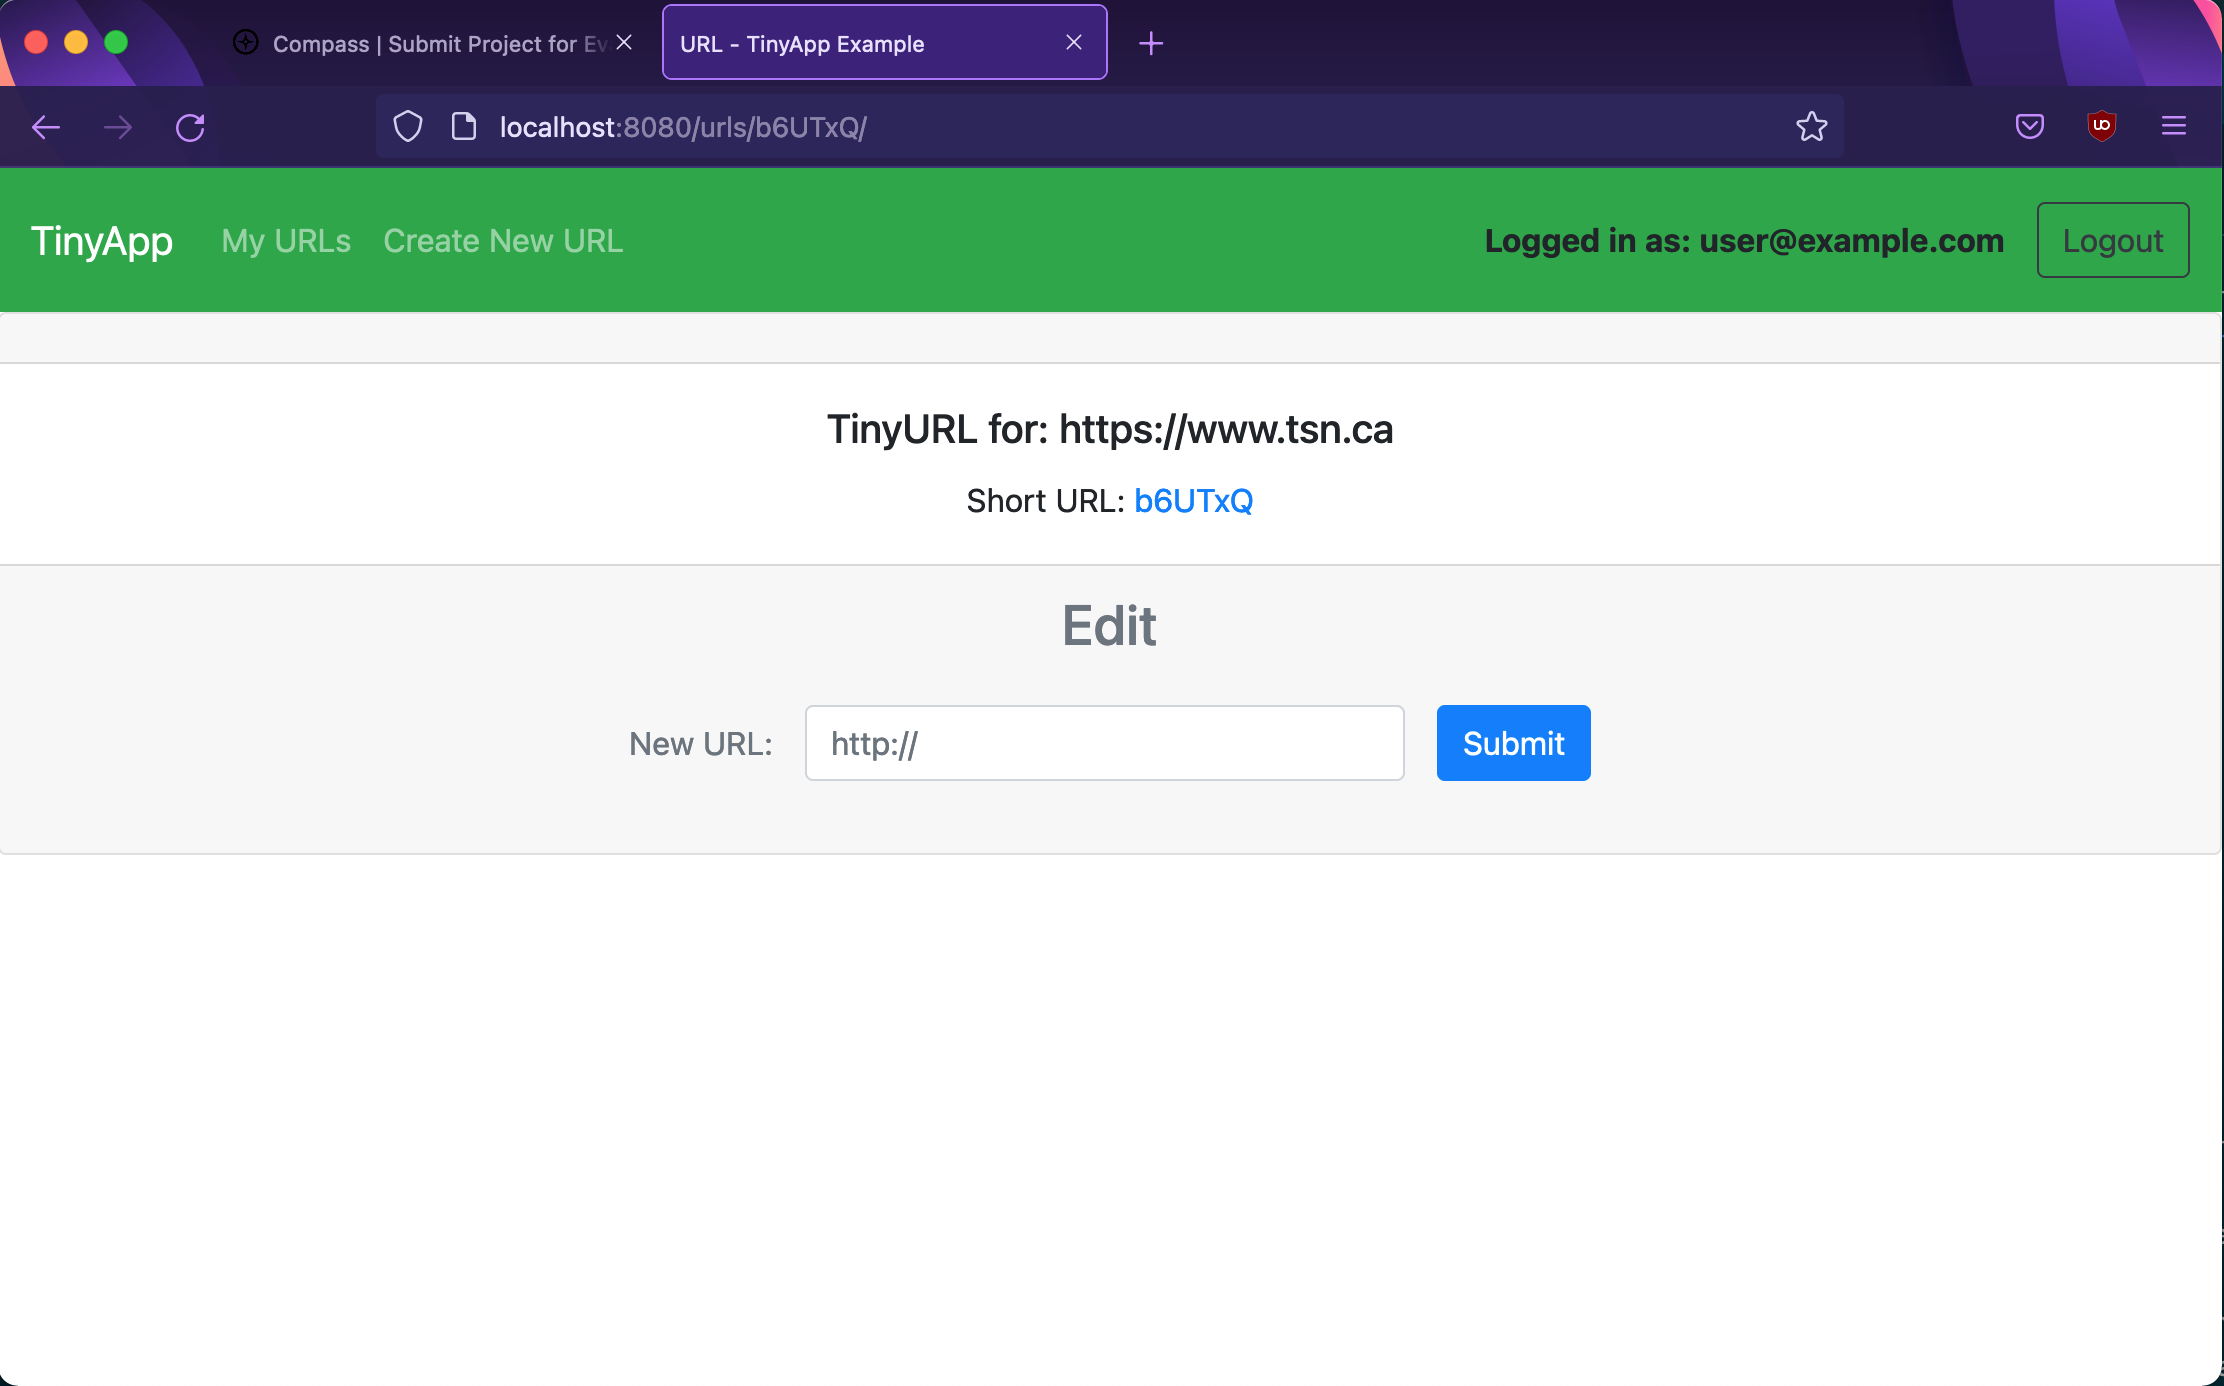 Compass | Submit Project for Ev
URL - TinyApp Example
localhost:8080/urls/b6UTxQ/
TinyApp My URLs Create New URL Logged in as: user@example.com Logout
TinyURL for: https://www.tsn.ca
Short URL: b6UTxQ
Edit
New URL: http:// Submit